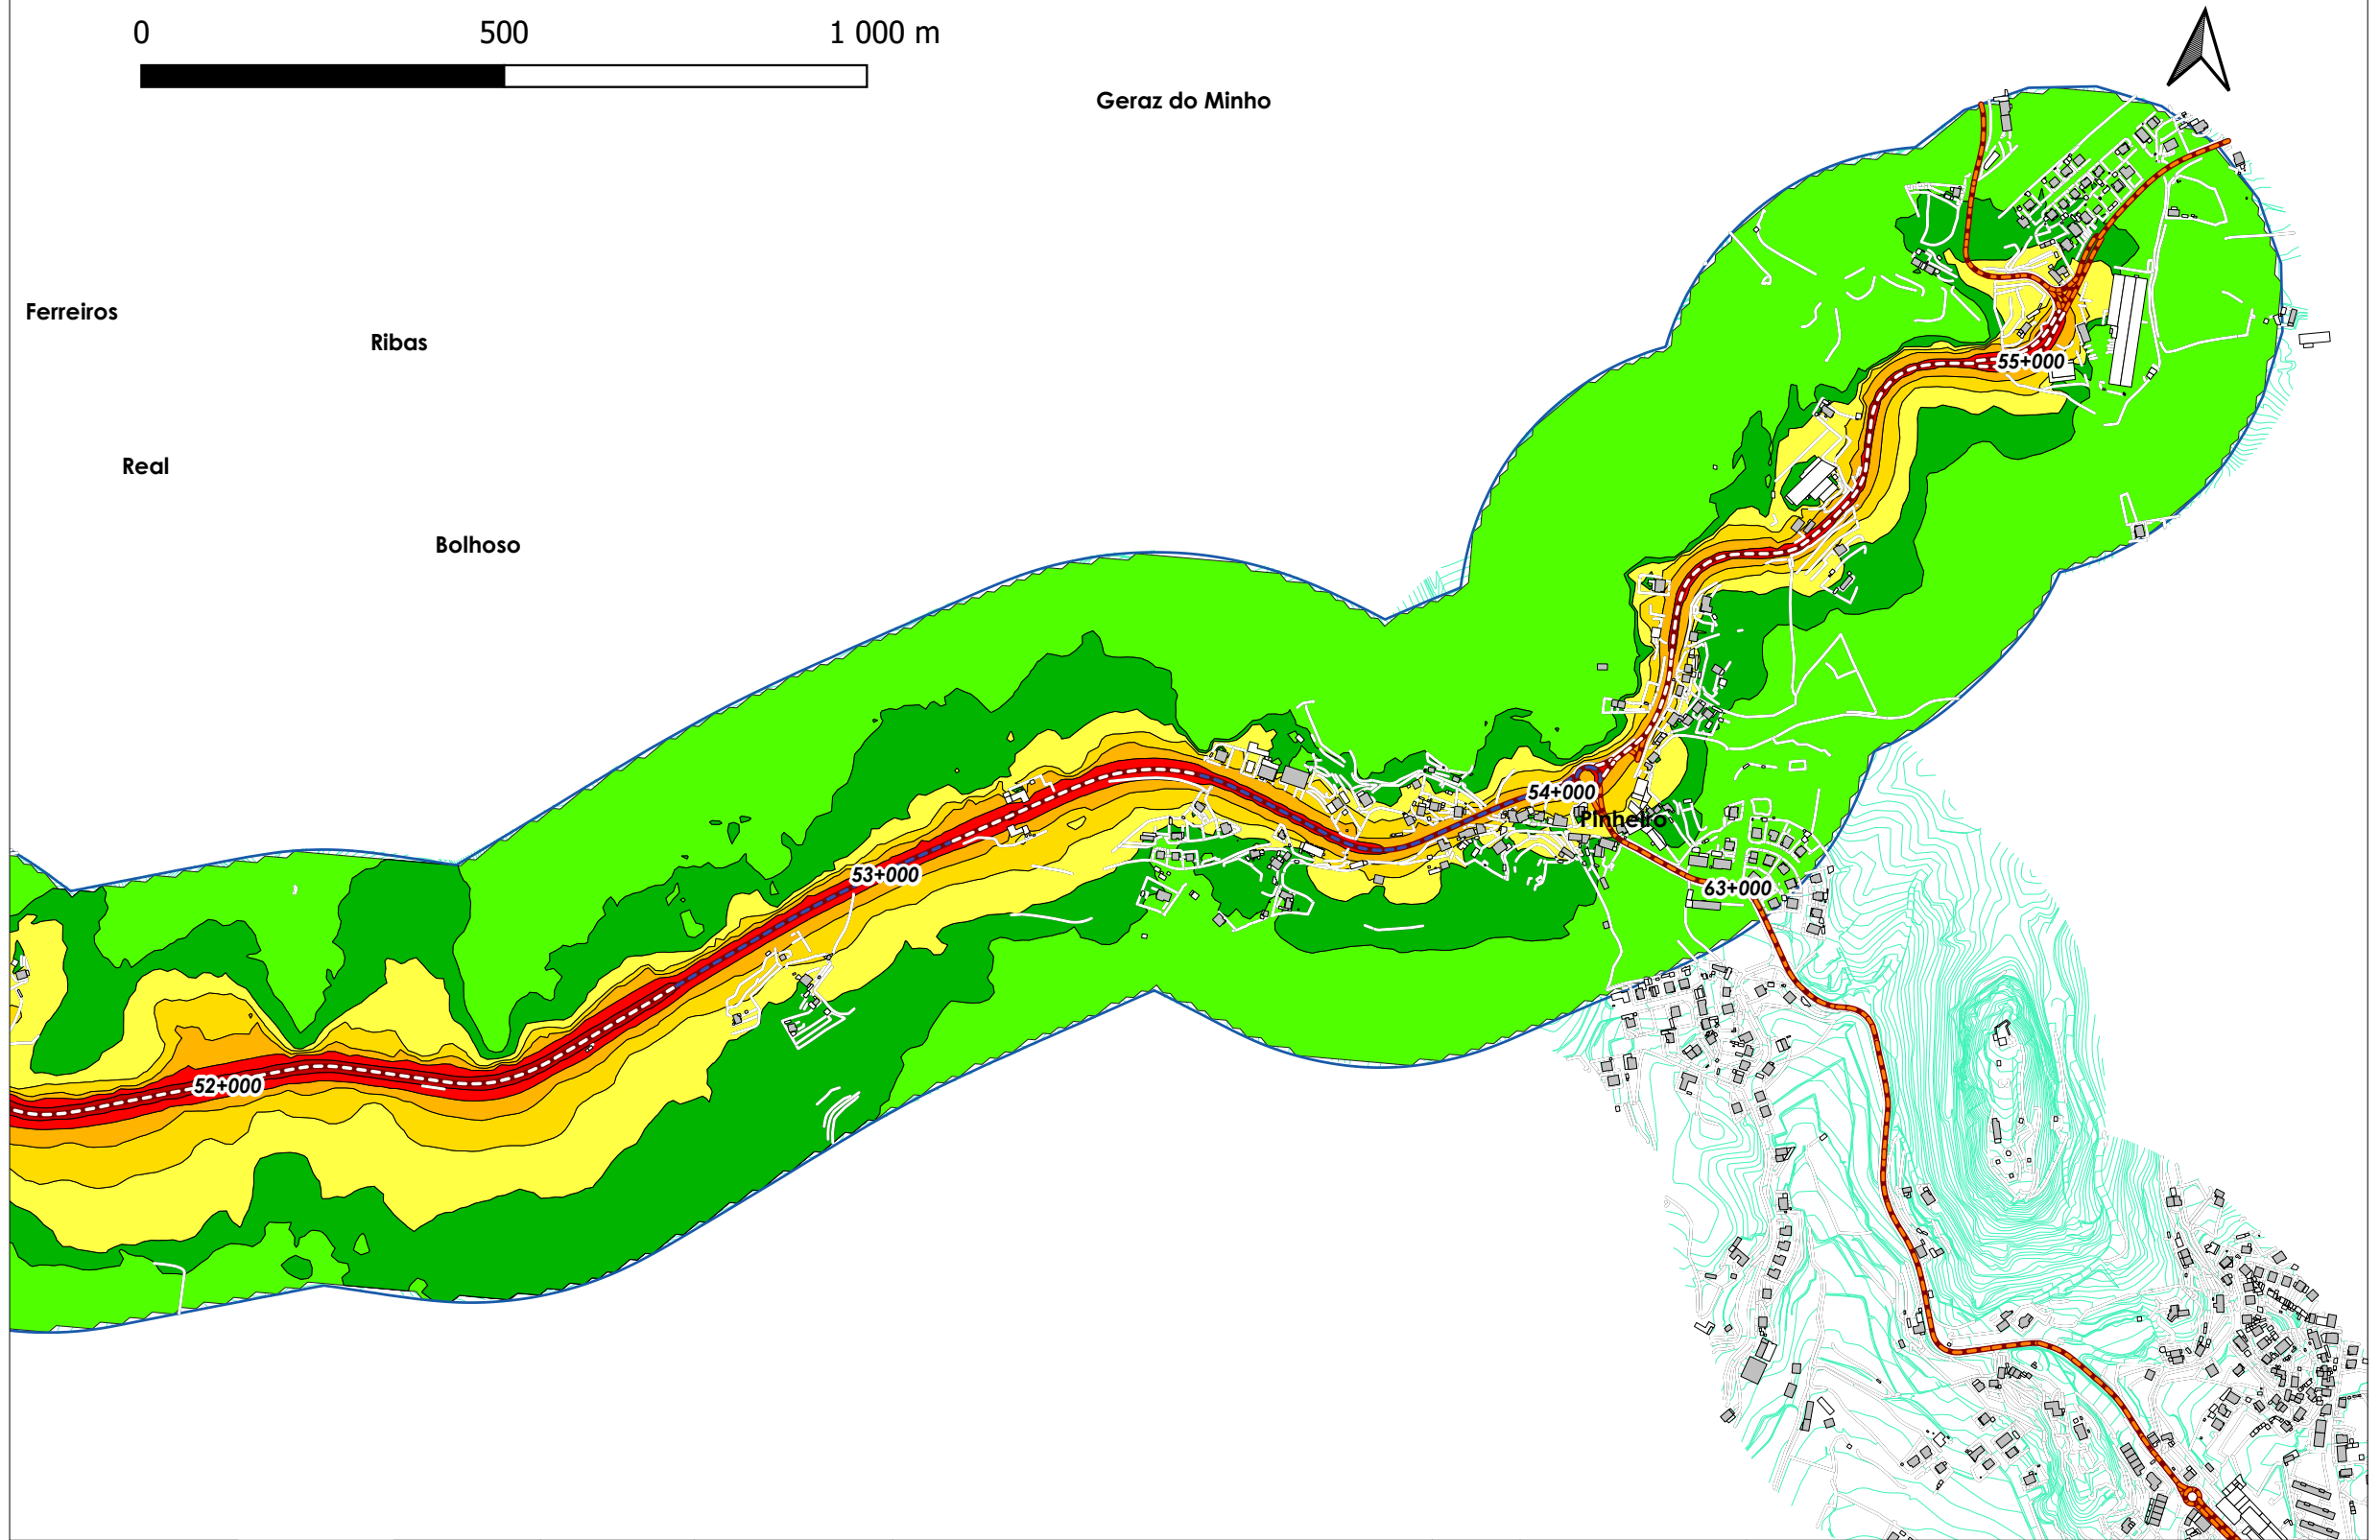 0 500 1 000 m
Geraz do Minho
Ferreiros
Ribas
55+000
Real
Bolhoso
54+000
Pinheiro
53+000
63+000
52+000